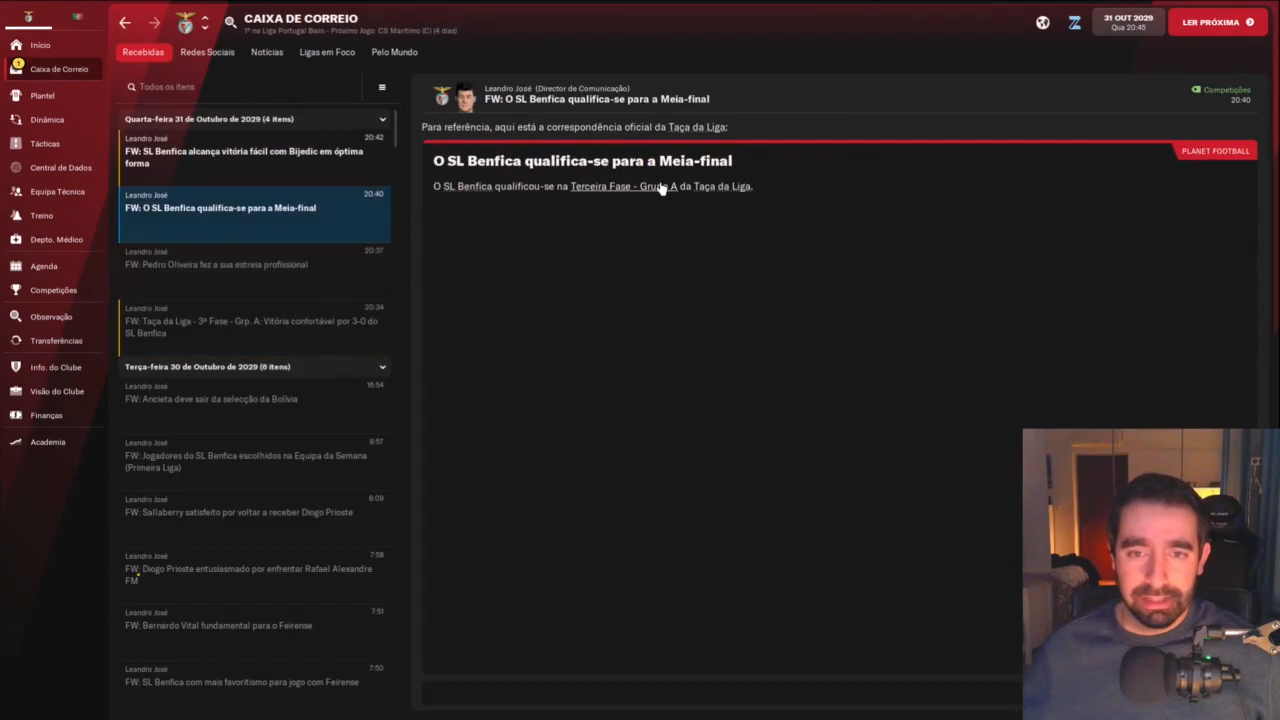 CAIXA DE CORREIO
1º na Liga Portugal Bwin - Próximo Jogo: CS Marítimo (C) (4 dias)
31 OUT 2029
Qua 20:45
LER PRÓXIMA
Recebidas
Redes Sociais
Notícias
Ligas em Foco
Pelo Mundo
Início
1
Caixa de Correio
Plantel
Dinâmica
Tácticas
Central de Dados
Equipa Técnica
Treino
Depto. Médico
Agenda
Competições
Observação
Transferências
Info. do Clube
Visão do Clube
Finanças
Academia
Todos os itens
Quarta-feira 31 de Outubro de 2029 (4 itens)
Leandro José 20:42
FW: SL Benfica alcança vitória fácil com Bijedic em óptima
forma
Leandro José 20:40
FW: O SL Benfica qualifica-se para a Meia-final
Leandro José 20:37
FW: Pedro Oliveira fez a sua estreia profissional
Leandro José 20:34
FW: Taça da Liga - 3ª Fase - Grp. A: Vitória confortável por 3-0 do
SL Benfica
Terça-feira 30 de Outubro de 2029 (6 itens)
Leandro José 16:54
FW: Ancieta deve sair da selecção da Bolívia
Leandro José 8:57
FW: Jogadores do SL Benfica escolhidos na Equipa da Semana
(Primeira Liga)
Leandro José 8:09
FW: Sallaberry satisfeito por voltar a receber Diogo Prioste
Leandro José 7:58
FW: Diogo Prioste entusiasmado por enfrentar Rafael Alexandre
FM
Leandro José 7:51
FW: Bernardo Vital fundamental para o Feirense
Leandro José 7:50
FW: SL Benfica com mais favoritismo para jogo com Feirense
Leandro José (Director de Comunicação)
FW: O SL Benfica qualifica-se para a Meia-final
Competições
20:40
Para referência, aqui está a correspondência oficial da Taça da Liga:
PLANET FOOTBALL
O SL Benfica qualifica-se para a Meia-final
O SL Benfica qualificou-se na Terceira Fase - Grupo A da Taça da Liga.